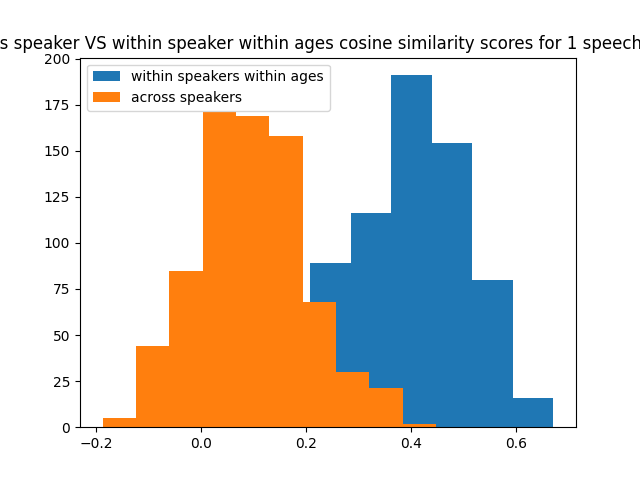 s speaker VS within speaker within ages cosine similarity scores for 1 speech
200
175
150
125
100
75
50
25
0
within speakers within ages
across speakers
−0.2 0.0 0.2 0.4 0.6